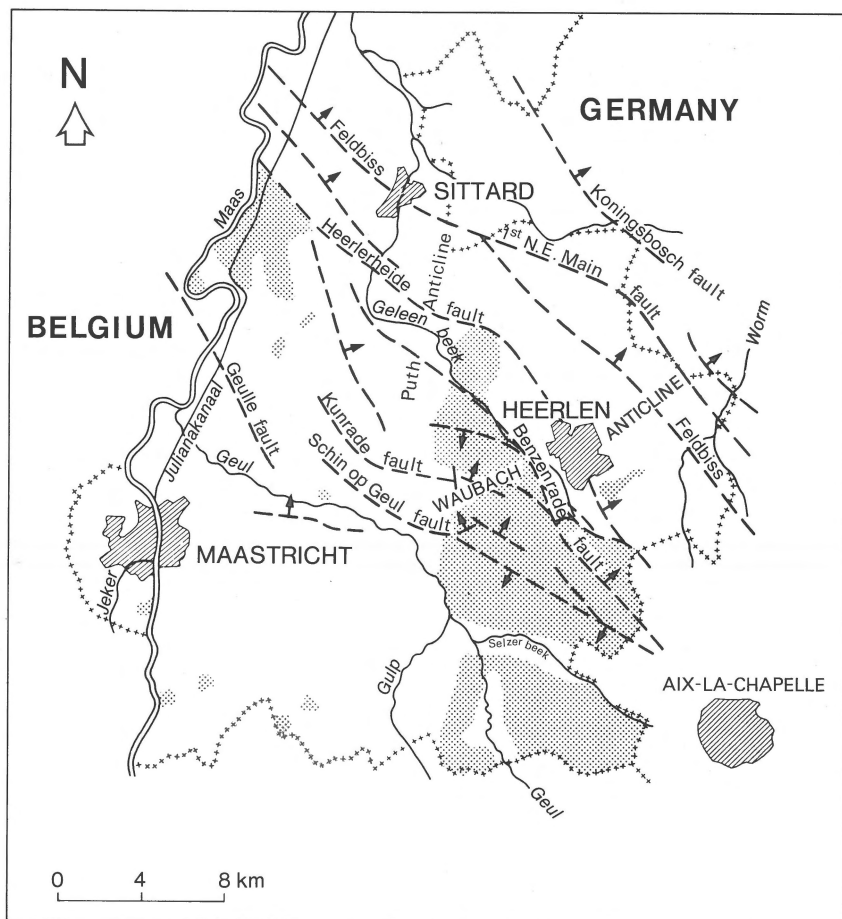 N
GERMANY
BELGIUM
Maas
Feldbiss
SITTARD
Koningsbosch fault
1st N.E. Main fault
Heerlerheide fault
Puth Anticline
Geleen beek
Worm
Julianakanaal
Geulle fault
HEERLEN
WAUBACH ANTICLINE
Benzenrade fault
Feldbiss
Kunrade fault
Schin op Geul fault
Geul
MAASTRICHT
Jeker
Selzer beek
Gulp
AIX-LA-CHAPELLE
Geul
0 4 8 km